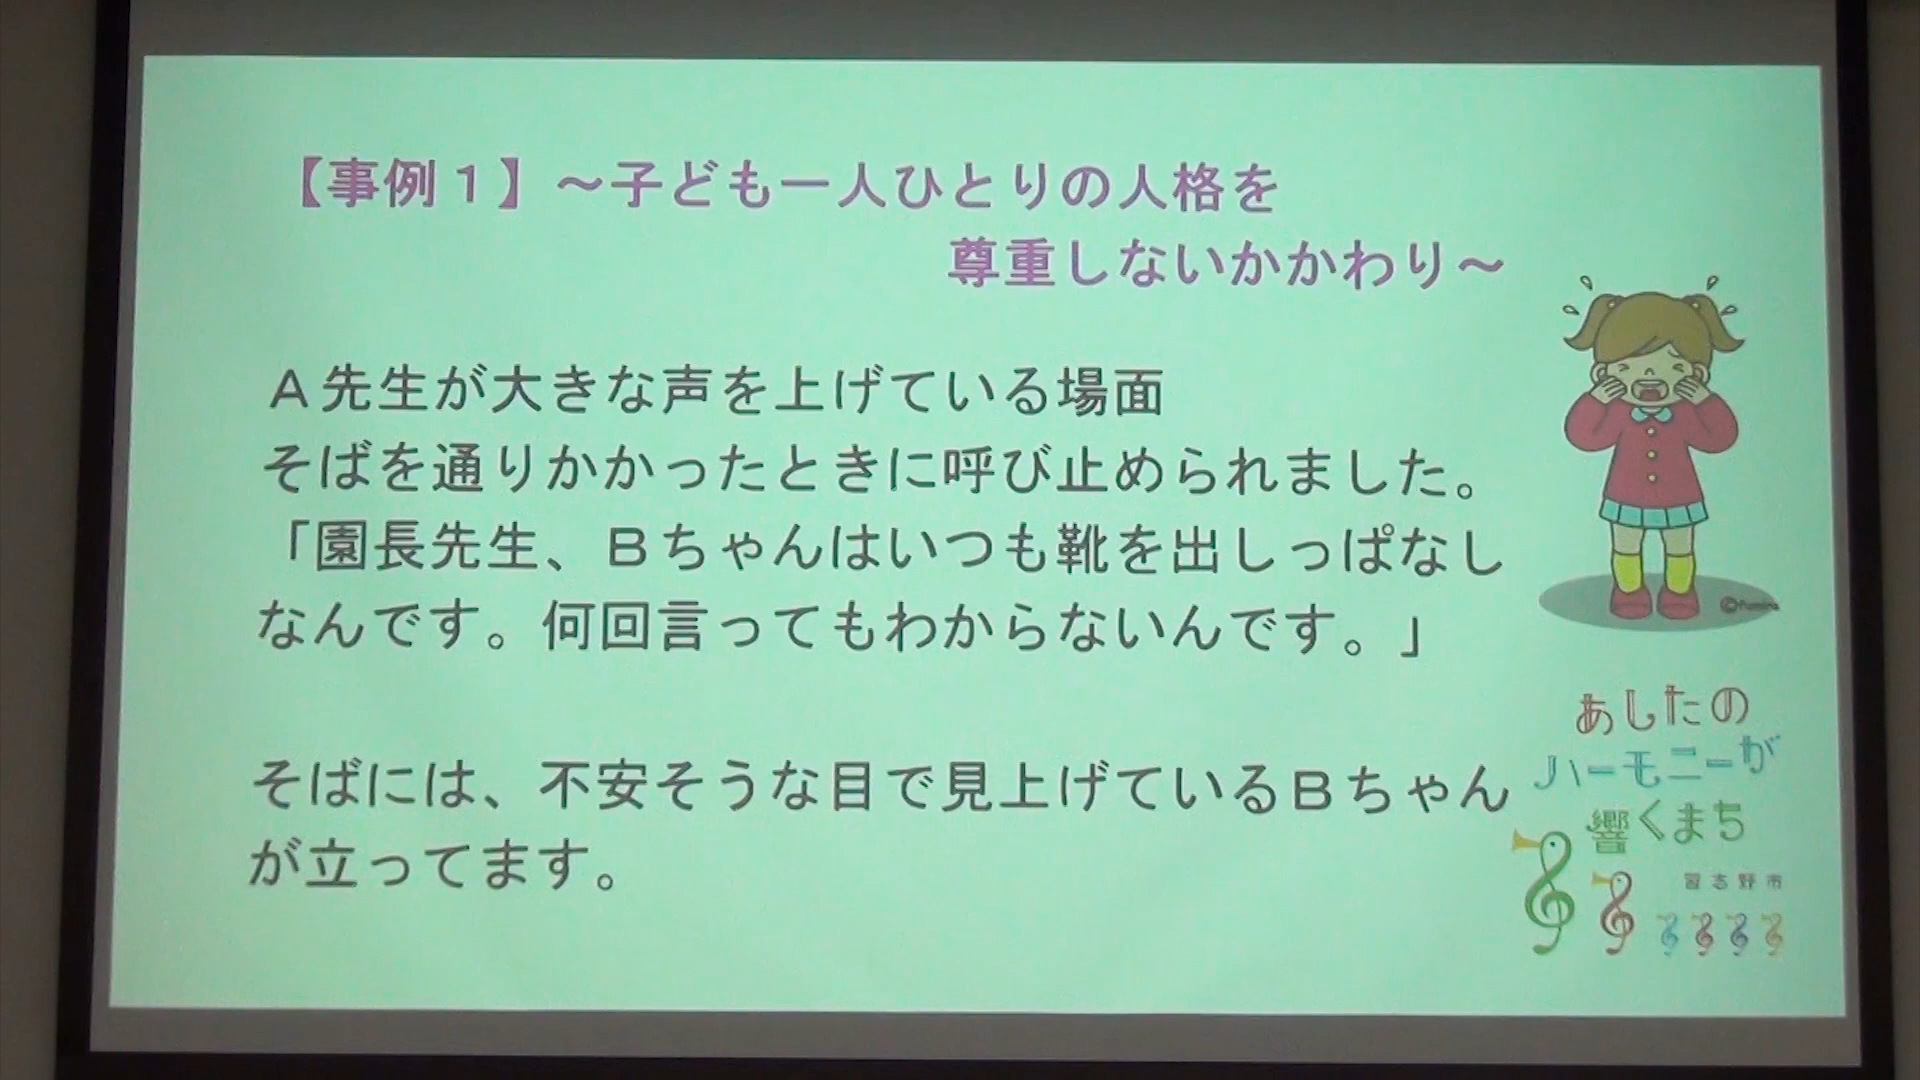 【事例１】～子ども一人ひとりの人格を
尊重しないかかわり～
Ａ先生が大きな声を上げている場面
そばを通りかかったときに呼び止められました。
「園長先生、Ｂちゃんはいつも靴を出しっぱなし
なんです。何回言ってもわからないんです。」
そばには、不安そうな目で見上げているＢちゃん
が立ってます。
©Fumira
あしたの
ハーモニーが
響くまち
習志野市